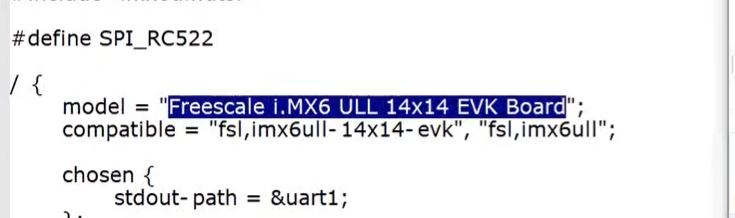 #define SPI_RC522
/ {
model = "Freescale i.MX6 ULL 14x14 EVK Board";
compatible = "fsl,imx6ull-14x14-evk", "fsl,imx6ull";
chosen {
stdout-path = &uart1;
};